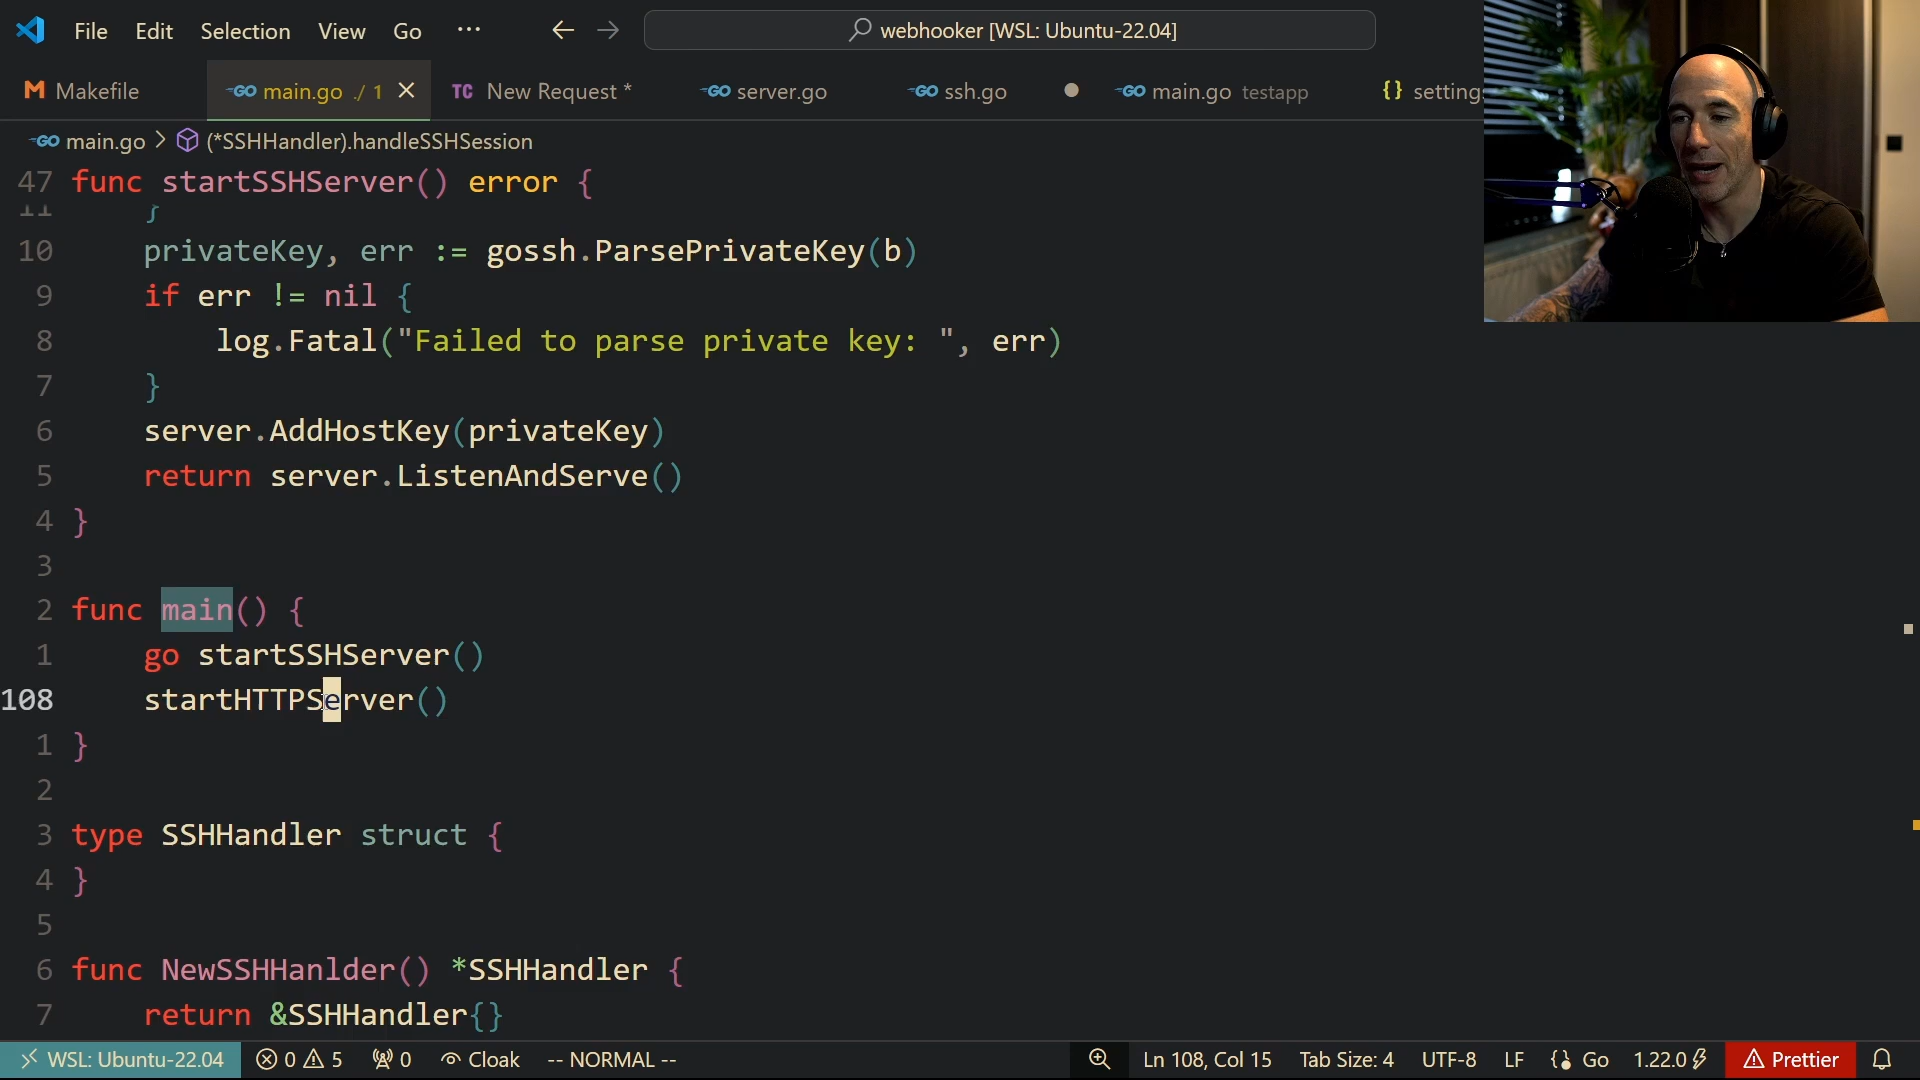 File Edit Selection View Go ··· webhooker [WSL: Ubuntu-22.04]
Makefile main.go ./ 1 New Request * server.go ssh.go main.go testapp setting
main.go > (*SSHHandler).handleSSHSession
47 func startSSHServer() error {
11 }
10 privateKey, err := gossh.ParsePrivateKey(b)
9 if err != nil {
8 log.Fatal("Failed to parse private key: ", err)
7 }
6 server.AddHostKey(privateKey)
5 return server.ListenAndServe()
4 }
3
2 func main() {
1 go startSSHServer()
108 startHTTPServer()
1 }
2
3 type SSHHandler struct {
4 }
5
6 func NewSSHHanlder() *SSHHandler {
7 return &SSHHandler{}
WSL: Ubuntu-22.04 0 5 0 Cloak -- NORMAL -- Ln 108, Col 15 Tab Size: 4 UTF-8 LF Go 1.22.0 Prettier